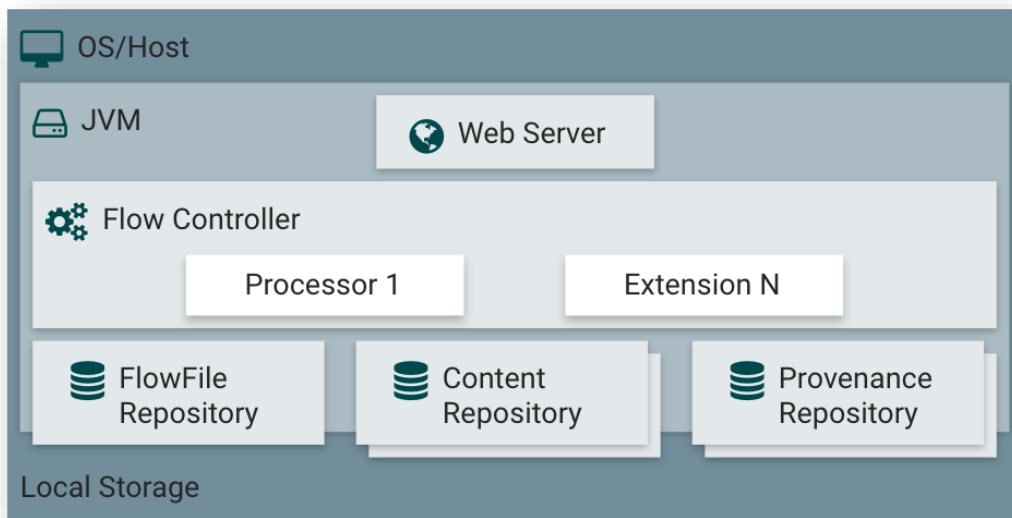 OS/Host
JVM
Web Server
Flow Controller
Processor 1
Extension N
FlowFile
Repository
Content
Repository
Provenance
Repository
Local Storage